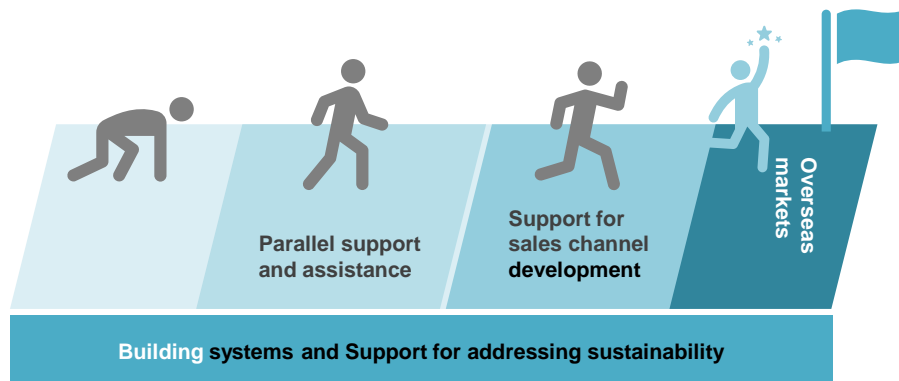 Parallel support
and assistance
Support for
sales channel
development
Overseas
markets
Building systems and Support for addressing sustainability